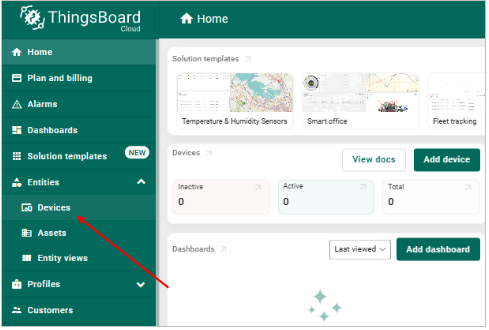 ThingsBoard
Cloud
Home
Home
Plan and billing
Alarms
Dashboards
Solution templates NEW
Entities
Devices
Assets
Entity views
Profiles
Customers
Solution templates
Temperature & Humidity Sensors
Smart office
Fleet tracking
Devices
View docs
Add device
Inactive
0
Active
0
Total
0
Dashboards
Last viewed
Add dashboard